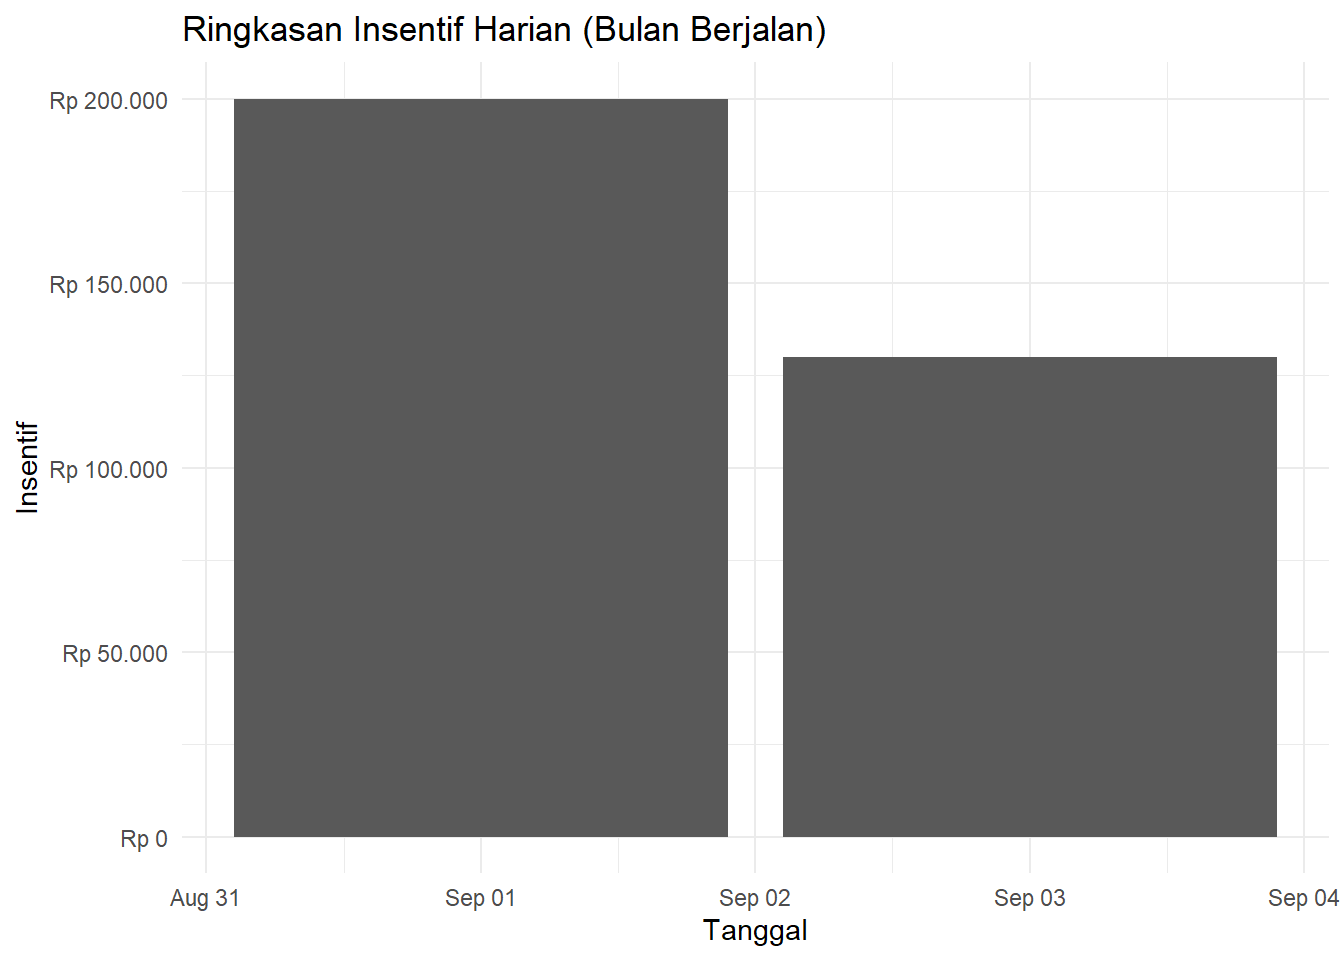 Ringkasan Insentif Harian (Bulan Berjalan)
Rp 200.000
Rp 150.000
Rp 100.000
Rp 50.000
Rp 0
Insentif
Aug 31 Sep 01 Sep 02 Sep 03 Sep 04
Tanggal